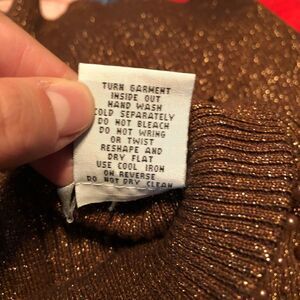 TURN GARMENT
INSIDE OUT
HAND WASH
COLD SEPARATELY
DO NOT BLEACH
DO NOT WRING
OR TWIST
RESHAPE AND
DRY FLAT
USE COOL IRON
ON REVERSE
DO NOT DRY CLEAN